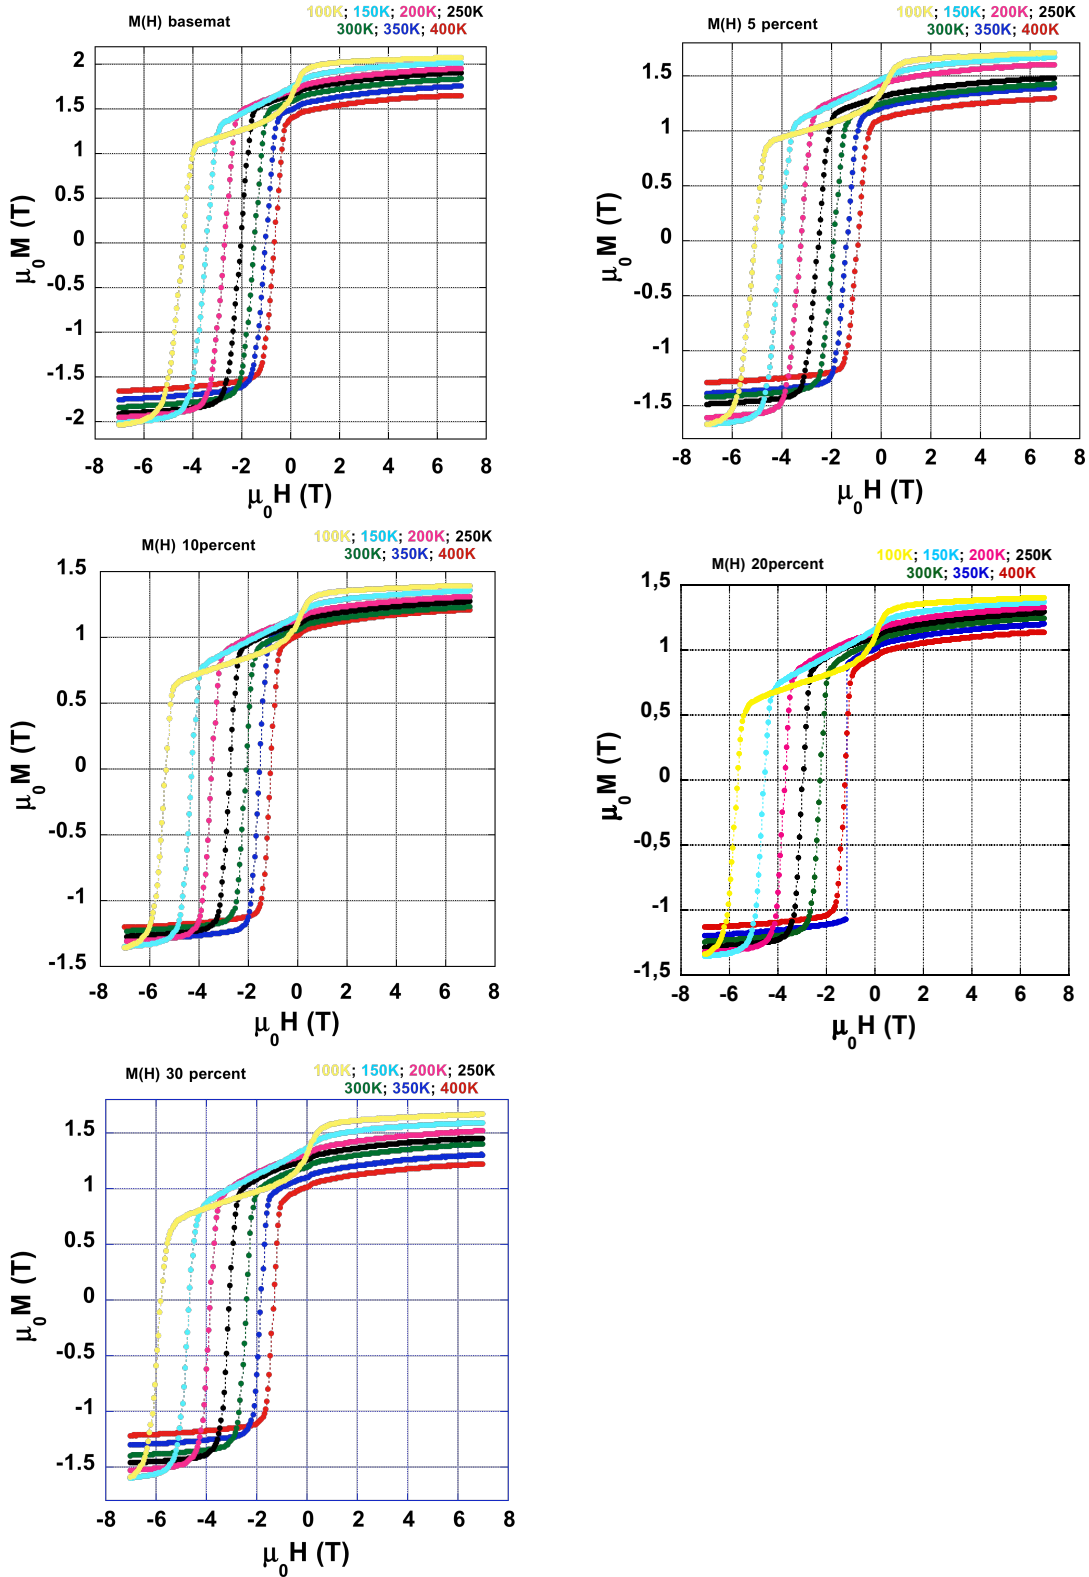 M(H) basemat
100K; 150K; 200K; 250K
300K; 350K; 400K
2
1.5
1
0.5
0
-0.5
-1
-1.5
-2
μ0M (T)
-8 -6 -4 -2 0 2 4 6 8
μ0H (T)
M(H) 5 percent
100K; 150K; 200K; 250K
300K; 350K; 400K
1.5
1
0.5
0
-0.5
-1
-1.5
μ0M (T)
-8 -6 -4 -2 0 2 4 6 8
μ0H (T)
M(H) 10percent
100K; 150K; 200K; 250K
300K; 350K; 400K
1.5
1
0.5
0
-0.5
-1
-1.5
μ0M (T)
-8 -6 -4 -2 0 2 4 6 8
μ0H (T)
M(H) 20percent
100K; 150K; 200K; 250K
300K; 350K; 400K
1,5
1
0,5
0
-0,5
-1
-1,5
μ0M (T)
-8 -6 -4 -2 0 2 4 6 8
μ0H (T)
M(H) 30 percent
100K; 150K; 200K; 250K
300K; 350K; 400K
1.5
1
0.5
0
-0.5
-1
-1.5
μ0M (T)
-8 -6 -4 -2 0 2 4 6 8
μ0H (T)